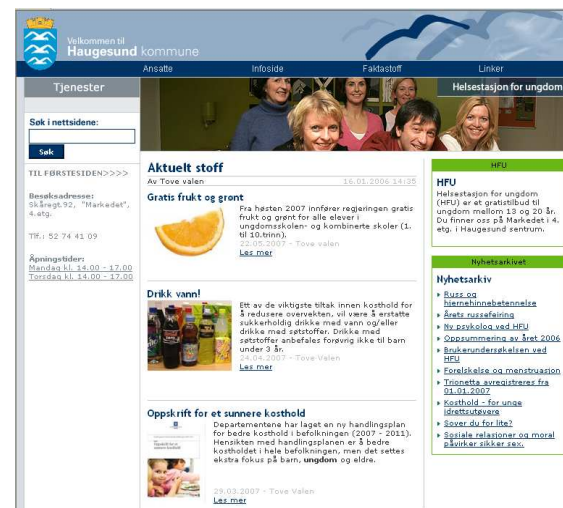 Velkommen til
Haugesund kommune
Ansatte
Infoside
Faktastoff
Linker
Tjenester
Helsestasjon for ungdom
Søk i nettsidene:
Søk
TIL FØRSTESIDEN>>>>
Besøksadresse:
Skåregt.92, "Markedet",
4.etg.
Tlf.: 52 74 41 09
Åpningstider:
Mandag kl. 14.00 - 17.00
Torsdag kl. 14.00 - 17.00
Aktuelt stoff
Av Tove valen
16.01.2006 14:35
Gratis frukt og grønt
Fra høsten 2007 innfører regjeringen gratis
frukt og grønt for alle elever i
ungdomsskolen- og kombinerte skoler (1.
til 10.trinn).
22.05.2007 - Tove valen
Les mer
Drikk vann!
Ett av de viktigste tiltak innen kosthold for
å redusere overvekten, vil være å erstatte
sukkerholdig drikke med vann og/eller
drikke med søtstoffer. Drikke med
søtstoffer anbefales forøvrig ikke til barn
under 3 år.
24.04.2007 - Tove Valen
Les mer
Oppskrift for et sunnere kosthold
Departementene har laget en ny handlingsplan
for bedre kosthold i befolkningen (2007 - 2011).
Hensikten med handlingsplanen er å bedre
kostholdet i hele befolkningen, men det settes
ekstra fokus på barn, ungdom og eldre.
29.03.2007 - Tove Valen
Les mer
HFU
HFU
Helsestasjon for ungdom
(HFU) er et gratistilbud til
ungdom mellom 13 og 20 år.
Du finner oss på Markedet i 4.
etg. i Haugesund sentrum.
Nyhetsarkivet
Nyhetsarkiv
Russ og
hjernehinnebetennelse
Årets russefeiring
Ny psykolog ved HFU
Oppsummering av året 2006
Brukerundersøkelsen ved
HFU
Forelskelse og menstruasjon
Trionetta avregistreres fra
01.01.2007
Kosthold - for unge
idrettsutøvere
Sover du for lite?
Sosiale relasjoner og moral
påvirker sikker sex.